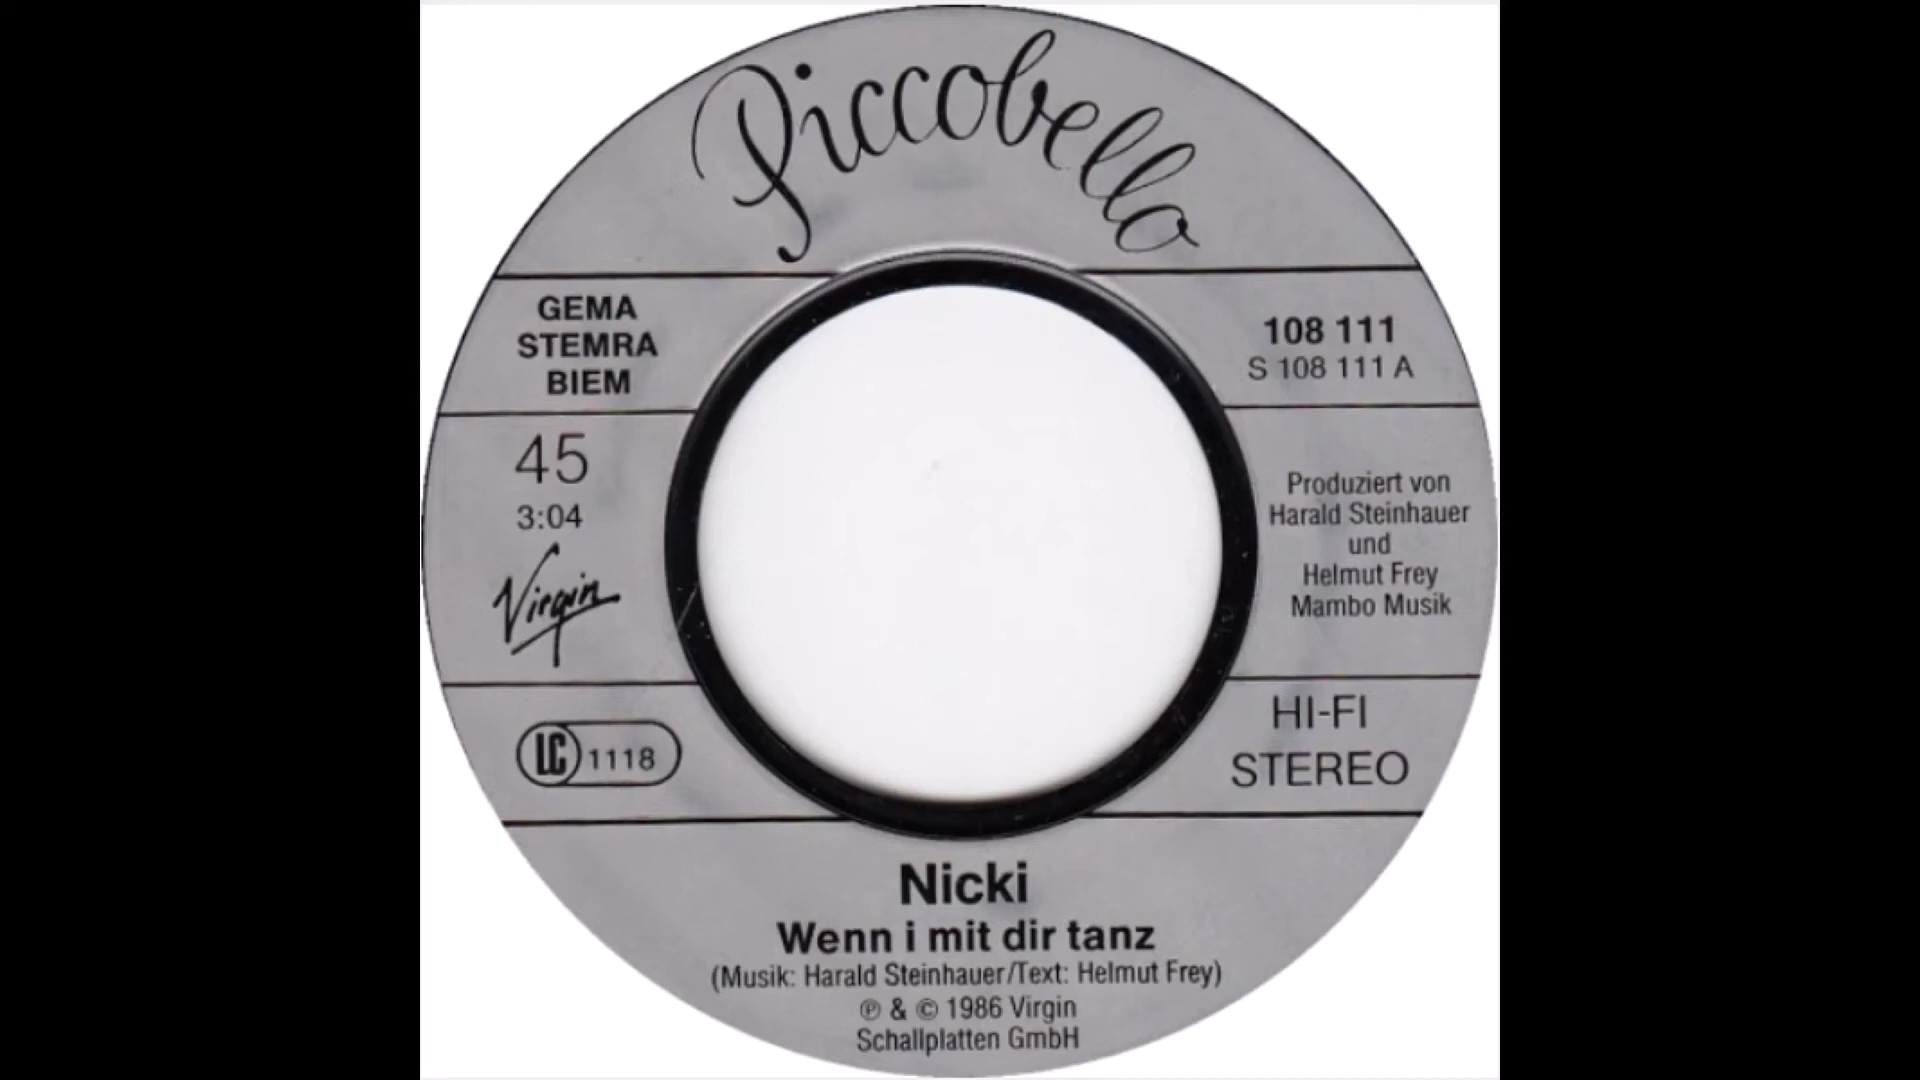 Piccobello
GEMA
STEMRA
BIEM
108 111
S 108 111 A
45
3:04
Virgin
Produziert von
Harald Steinhauer
und
Helmut Frey
Mambo Musik
LC 1118
HI-FI
STEREO
Nicki
Wenn i mit dir tanz
(Musik: Harald Steinhauer/Text: Helmut Frey)
℗ & © 1986 Virgin
Schallplatten GmbH